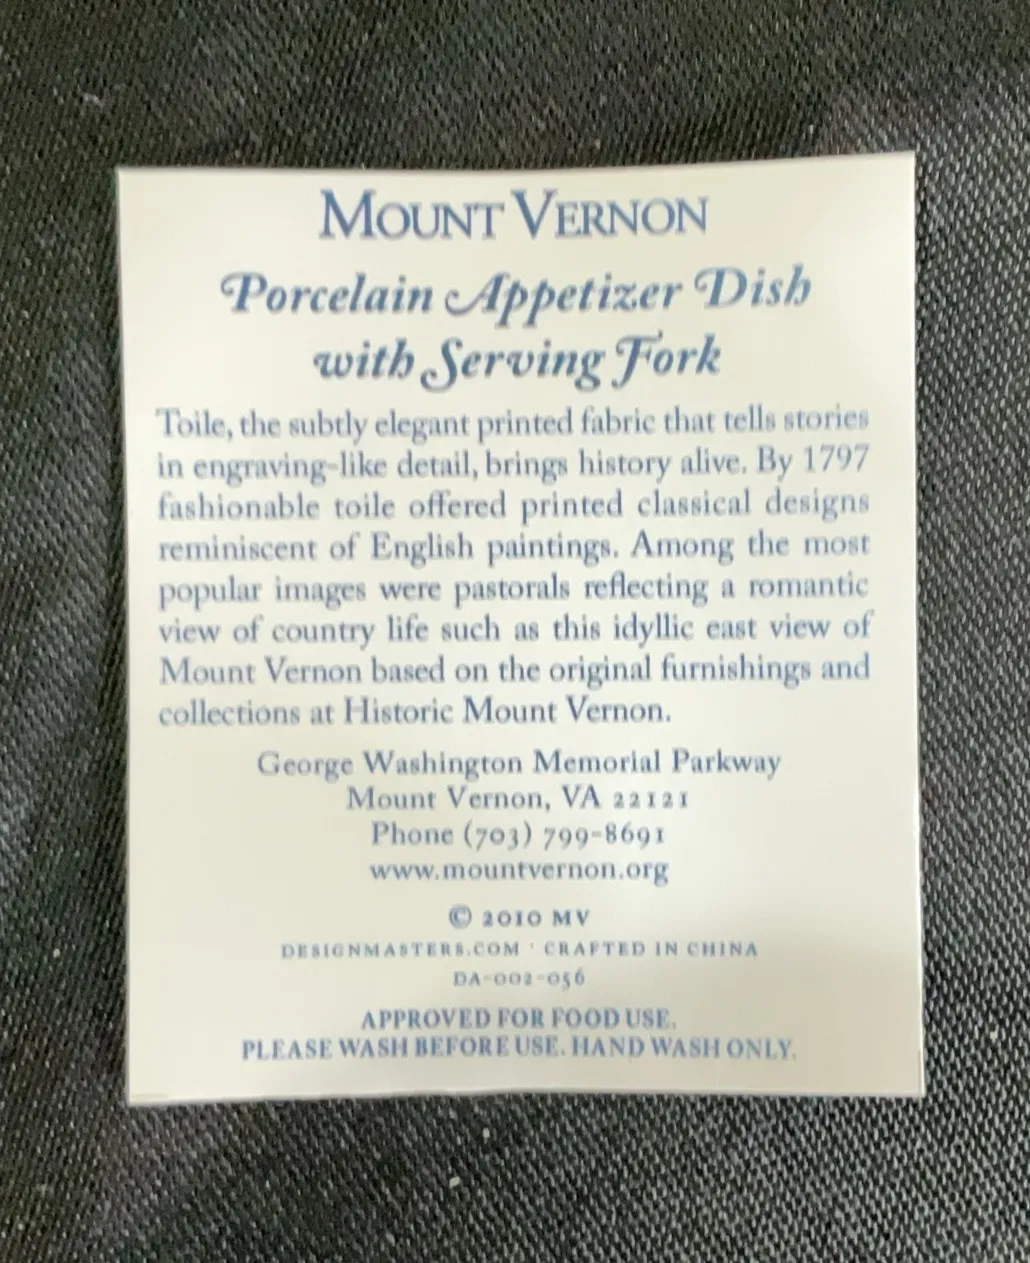 MOUNT VERNON
Porcelain Appetizer Dish
with Serving Fork
Toile, the subtly elegant printed fabric that tells stories
in engraving-like detail, brings history alive. By 1797
fashionable toile offered printed classical designs
reminiscent of English paintings. Among the most
popular images were pastorals reflecting a romantic
view of country life such as this idyllic east view of
Mount Vernon based on the original furnishings and
collections at Historic Mount Vernon.
George Washington Memorial Parkway
Mount Vernon, VA 22121
Phone (703) 799-8691
www.mountvernon.org
© 2010 MV
DESIGNMASTERS.COM · CRAFTED IN CHINA
DA-002-056
APPROVED FOR FOOD USE.
PLEASE WASH BEFORE USE. HAND WASH ONLY.